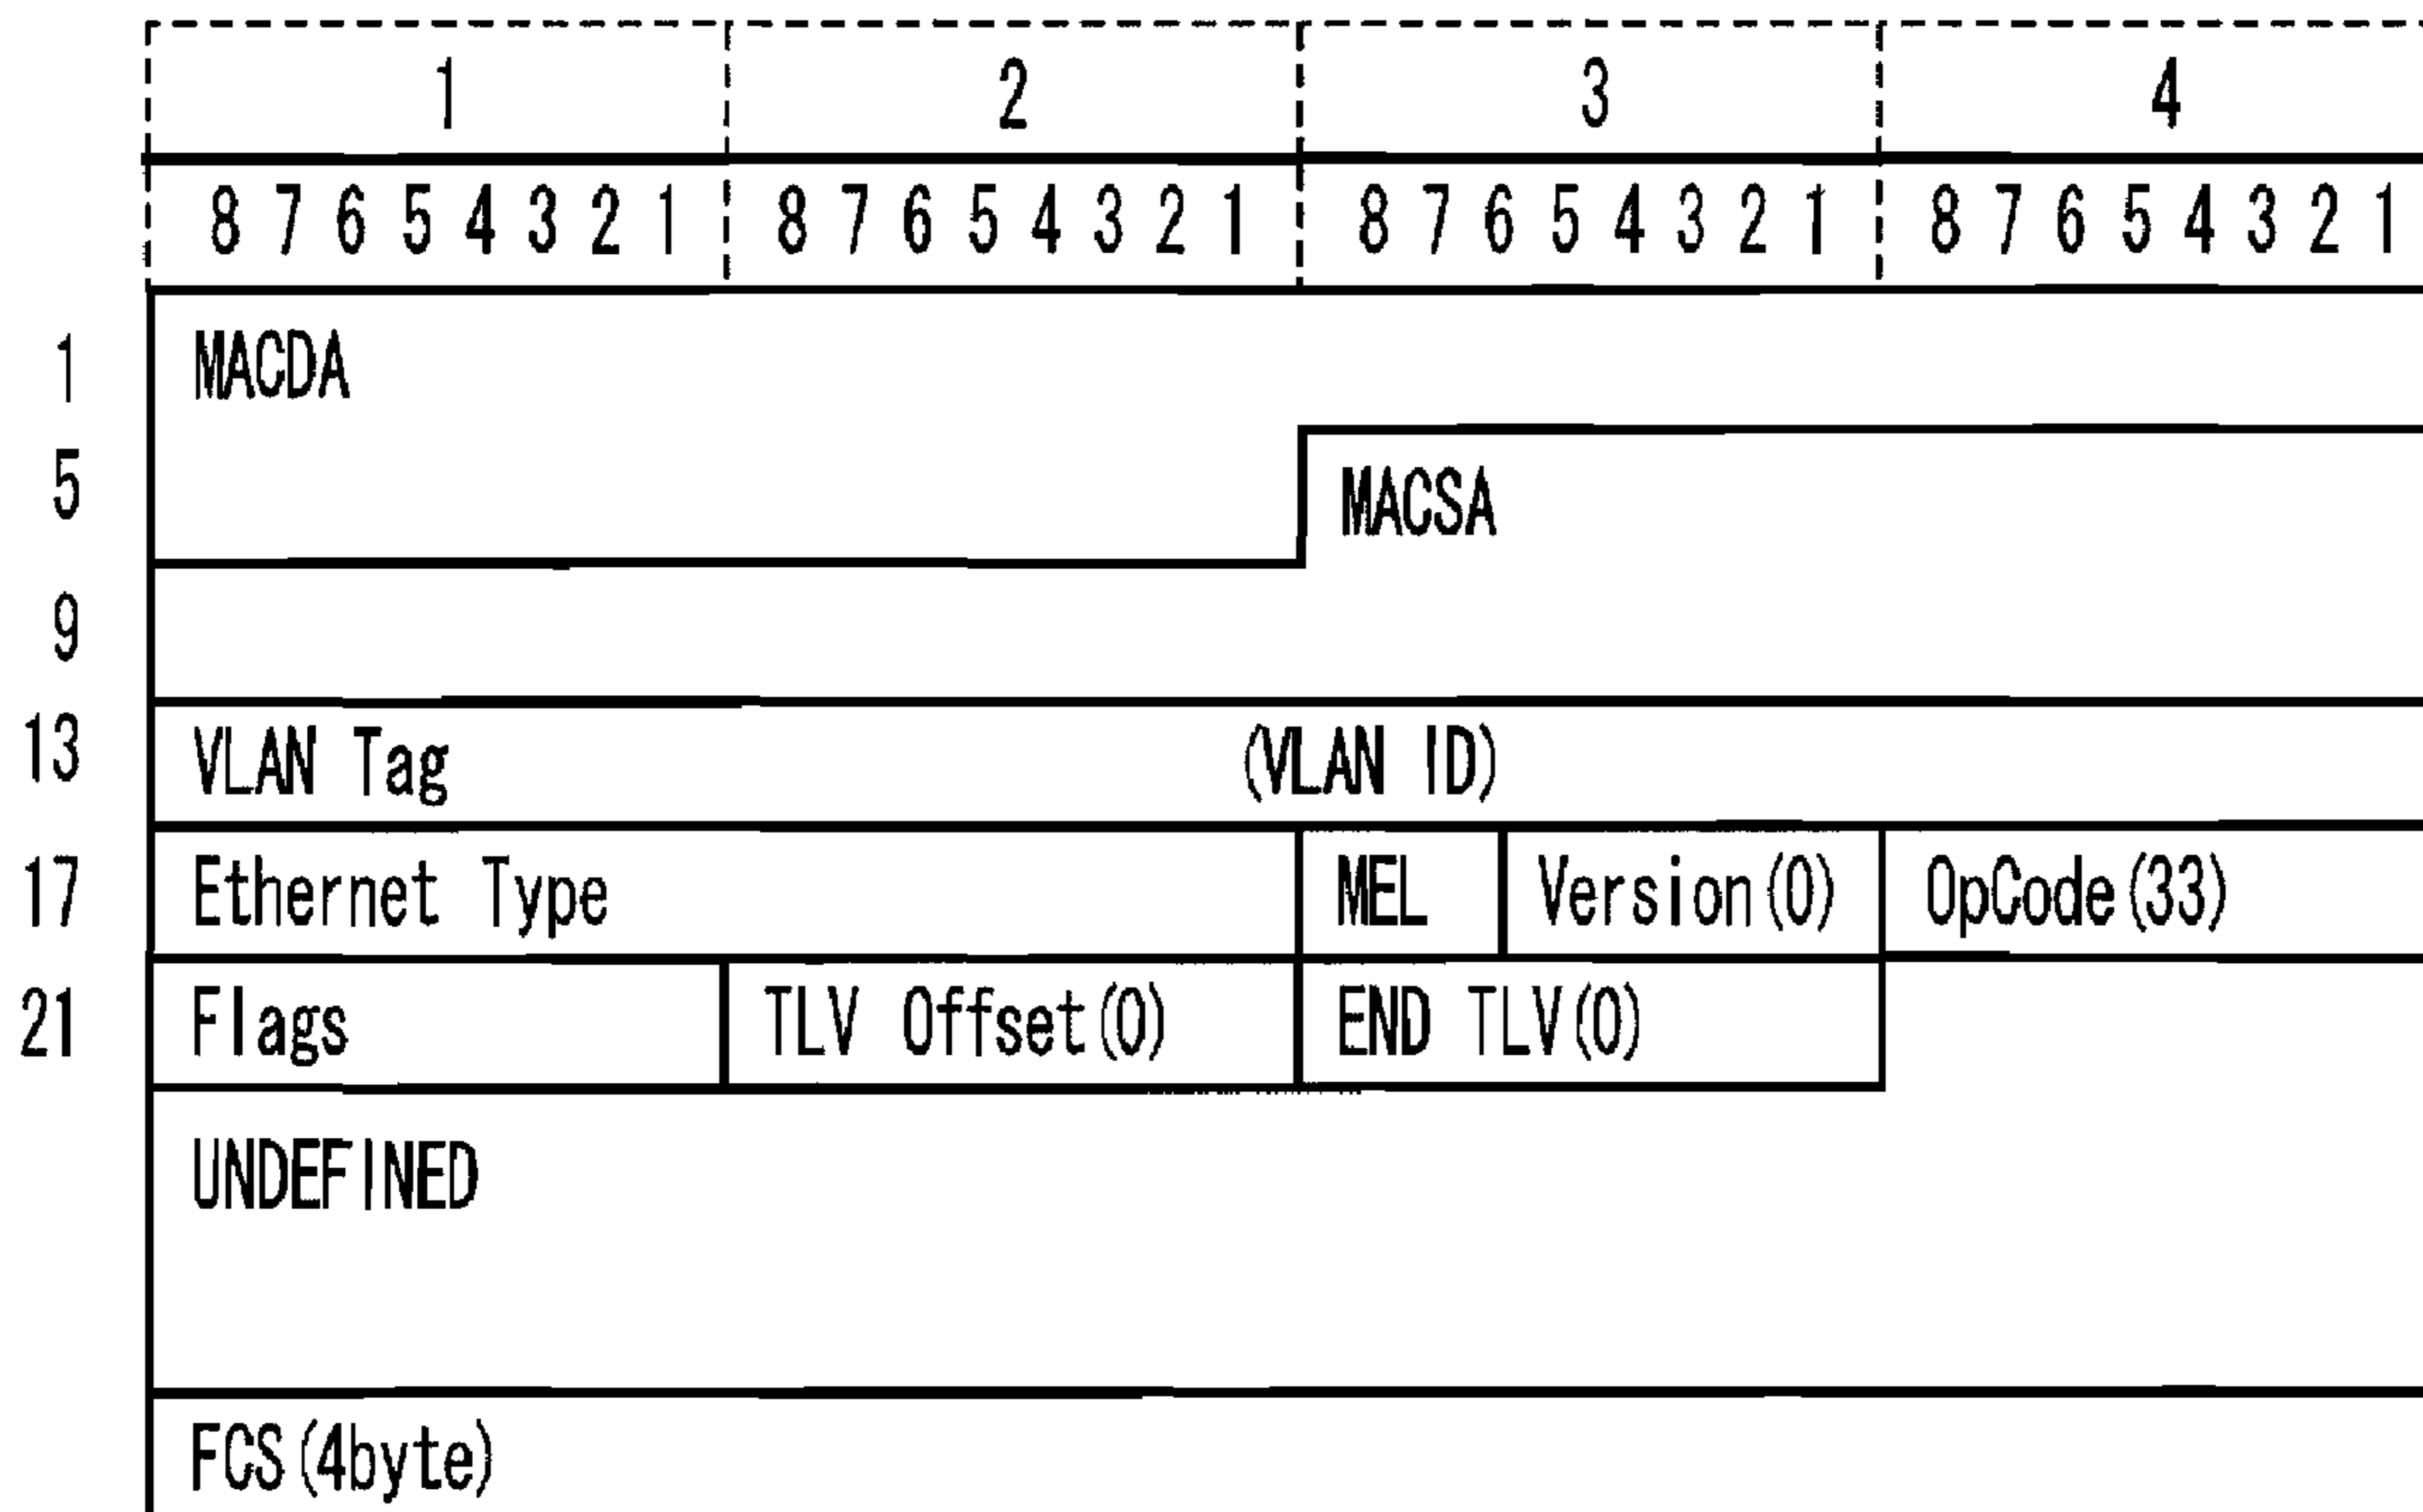 1 2 3 4
8 7 6 5 4 3 2 1 8 7 6 5 4 3 2 1 8 7 6 5 4 3 2 1 8 7 6 5 4 3 2 1
1 MACDA
5 MACSA
9
13 VLAN Tag (VLAN ID)
17 Ethernet Type MEL Version(0) OpCode(33)
21 Flags TLV Offset(0) END TLV(0)
UNDEFINED
FCS(4byte)